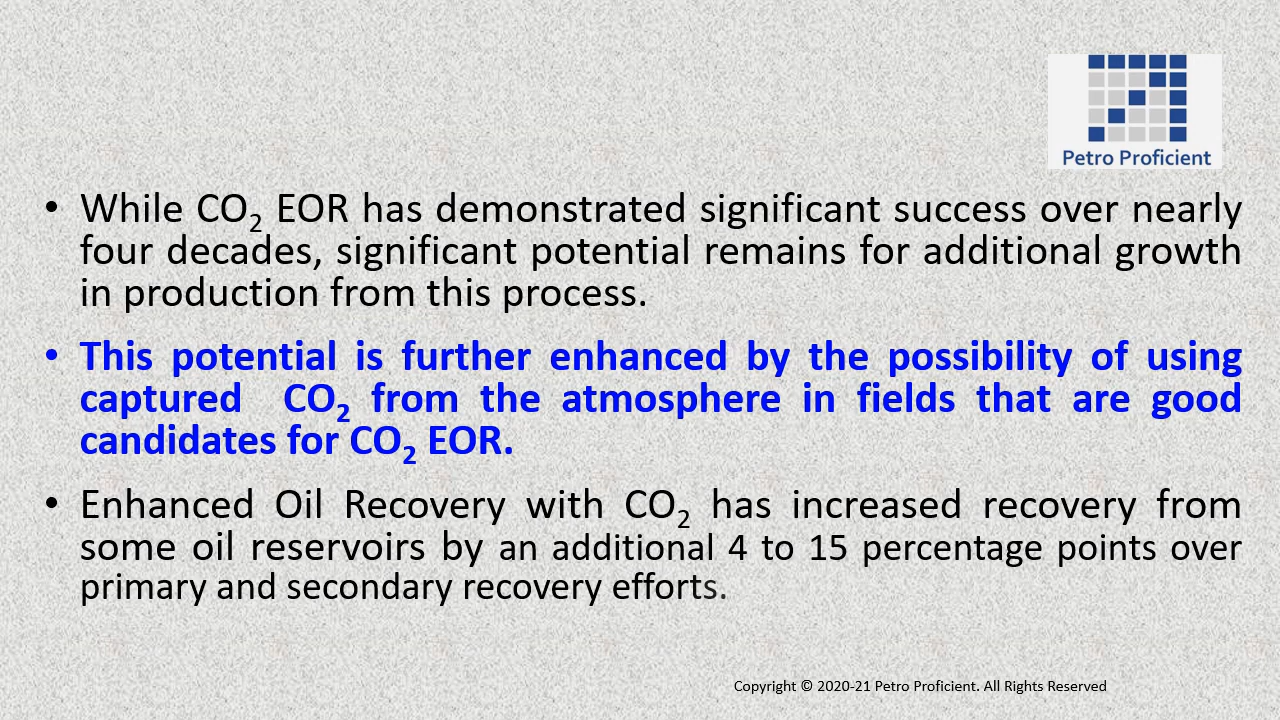 Petro Proficient
• While CO₂ EOR has demonstrated significant success over nearly
four decades, significant potential remains for additional growth
in production from this process.
• This potential is further enhanced by the possibility of using
captured  CO₂ from the atmosphere in fields that are good
candidates for CO₂ EOR.
• Enhanced Oil Recovery with CO₂ has increased recovery from
some oil reservoirs by an additional 4 to 15 percentage points over
primary and secondary recovery efforts.
Copyright © 2020-21 Petro Proficient. All Rights Reserved